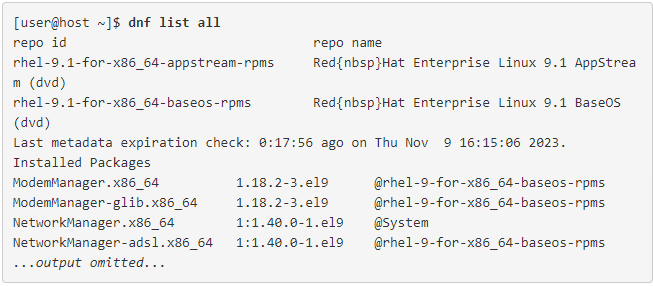 [user@host ~]$ dnf list all
repo id                                repo name
rhel-9.1-for-x86_64-appstream-rpms     Red{nbsp}Hat Enterprise Linux 9.1 AppStrea
m (dvd)
rhel-9.1-for-x86_64-baseos-rpms        Red{nbsp}Hat Enterprise Linux 9.1 BaseOS
(dvd)
Last metadata expiration check: 0:17:56 ago on Thu Nov  9 16:15:06 2023.
Installed Packages
ModemManager.x86_64          1.18.2-3.el9      @rhel-9-for-x86_64-baseos-rpms
ModemManager-glib.x86_64     1.18.2-3.el9      @rhel-9-for-x86_64-baseos-rpms
NetworkManager.x86_64        1:1.40.0-1.el9    @System
NetworkManager-adsl.x86_64   1:1.40.0-1.el9    @rhel-9-for-x86_64-baseos-rpms
...output omitted...